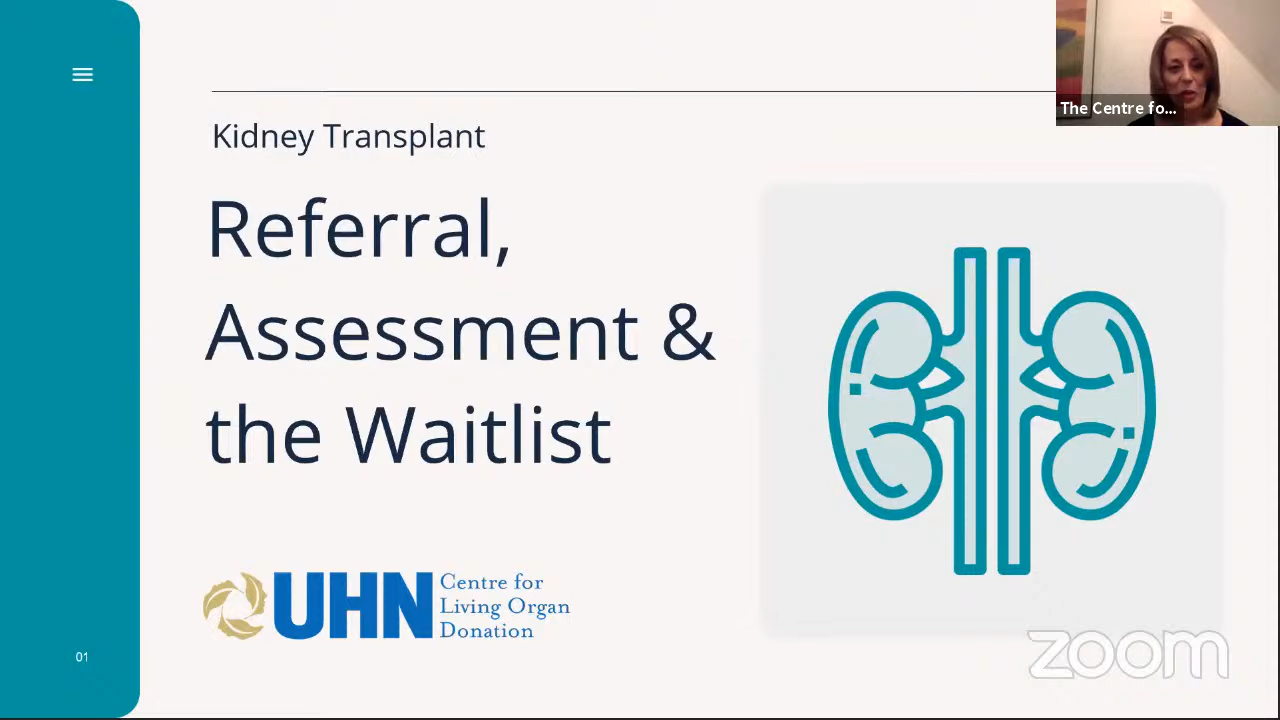 The Centre fo...
Kidney Transplant
Referral,
Assessment &
the Waitlist
UHN
Centre for
Living Organ
Donation
zoom
01